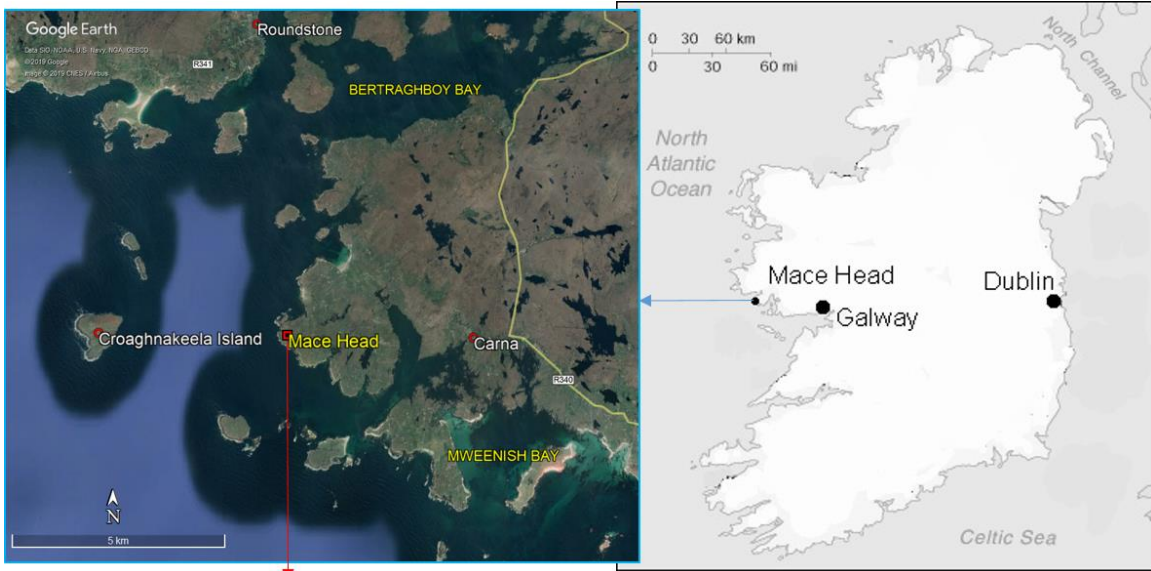 Google Earth
Data SIO, NOAA, U.S. Navy, NGA, GEBCO
©2019 Google
Image © 2019 CNES / Airbus
Roundstone
R341
BERTRAGHBOY BAY
Croaghnakeela Island
Mace Head
Carna
R340
MWEENISH BAY
N
5 km
0 30 60 km
0 30 60 mi
North Channel
North
Atlantic
Ocean
Mace Head
Dublin
Galway
Celtic Sea